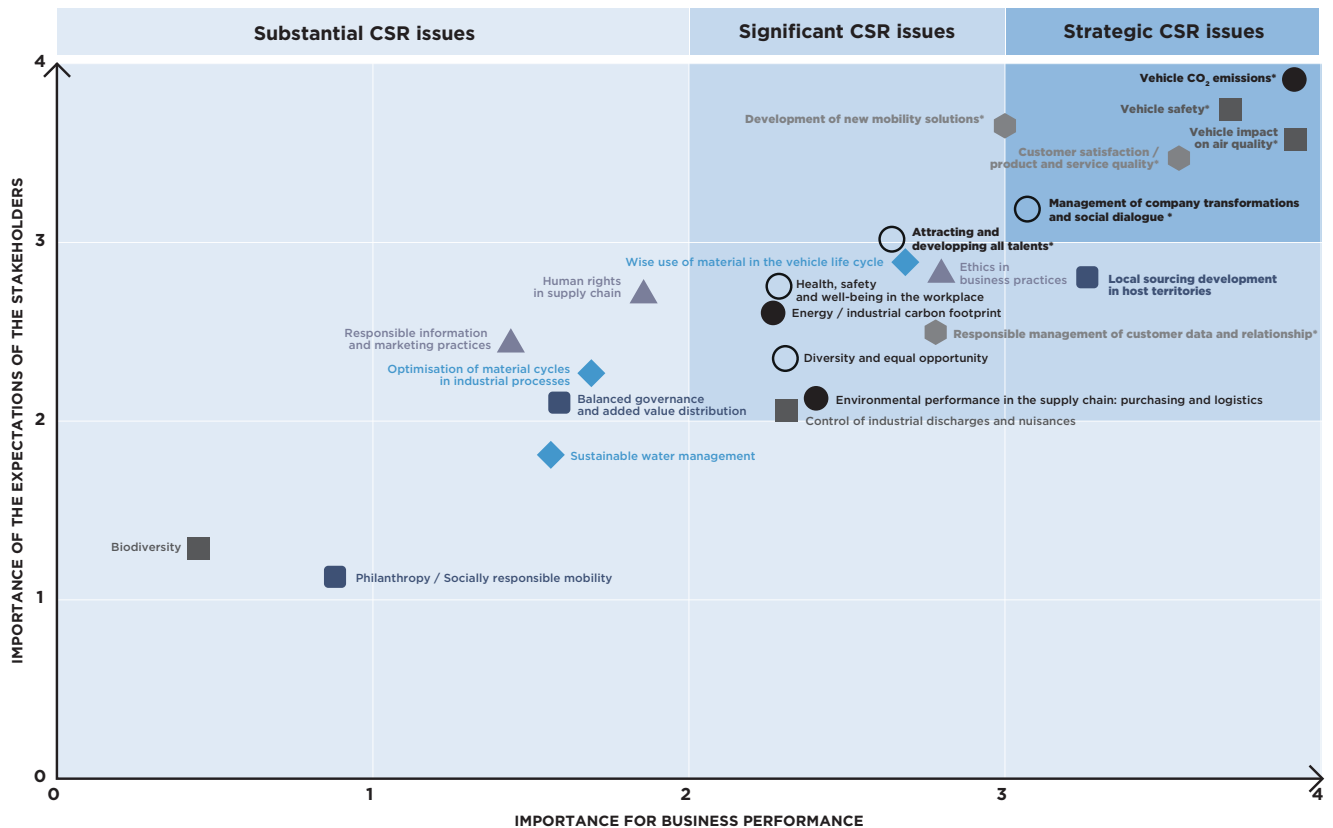 Substantial CSR issues
Significant CSR issues
Strategic CSR issues
IMPORTANCE OF THE EXPECTATIONS OF THE STAKEHOLDERS
4
3
2
1
0
Vehicle CO₂ emissions*
Vehicle safety*
Development of new mobility solutions*
Vehicle impact
on air quality*
Customer satisfaction /
product and service quality*
Management of company transformations
and social dialogue *
Attracting and
developping all talents*
Wise use of material in the vehicle life cycle
Ethics in
business practices
Local sourcing development
in host territories
Human rights
in supply chain
Health, safety
and well-being in the workplace
Energy / industrial carbon footprint
Responsible information
and marketing practices
Responsible management of customer data and relationship*
Diversity and equal opportunity
Optimisation of material cycles
in industrial processes
Balanced governance
and added value distribution
Environmental performance in the supply chain: purchasing and logistics
Control of industrial discharges and nuisances
Sustainable water management
Biodiversity
Philanthropy / Socially responsible mobility
0
1
2
3
4
IMPORTANCE FOR BUSINESS PERFORMANCE